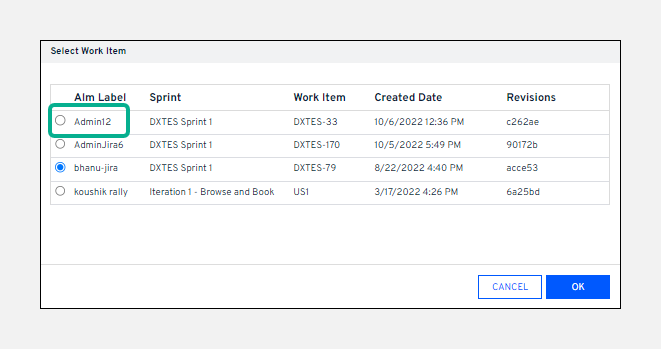 Select Work Item
Alm Label Sprint Work Item Created Date Revisions
Admin12 DXTES Sprint 1 DXTES-33 10/6/2022 12:36 PM c262ae
AdminJira6 DXTES Sprint 1 DXTES-170 10/5/2022 5:49 PM 90172b
bhanu-jira DXTES Sprint 1 DXTES-79 8/22/2022 4:40 PM acce53
koushik rally Iteration 1 - Browse and Book US1 3/17/2022 4:26 PM 6a25bd
CANCEL OK